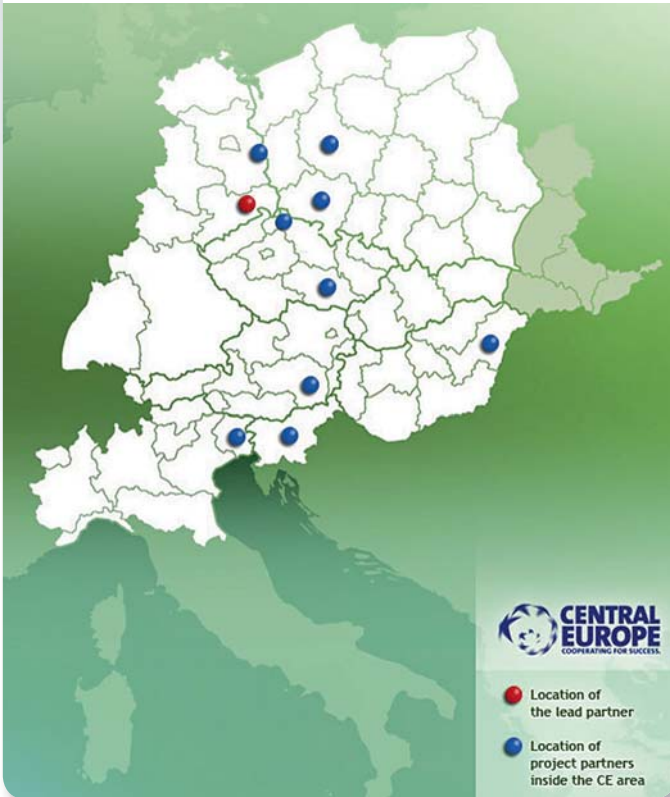 CENTRAL
EUROPE
COOPERATING FOR SUCCESS.
Location of
the lead partner
Location of
project partners
inside the CE area